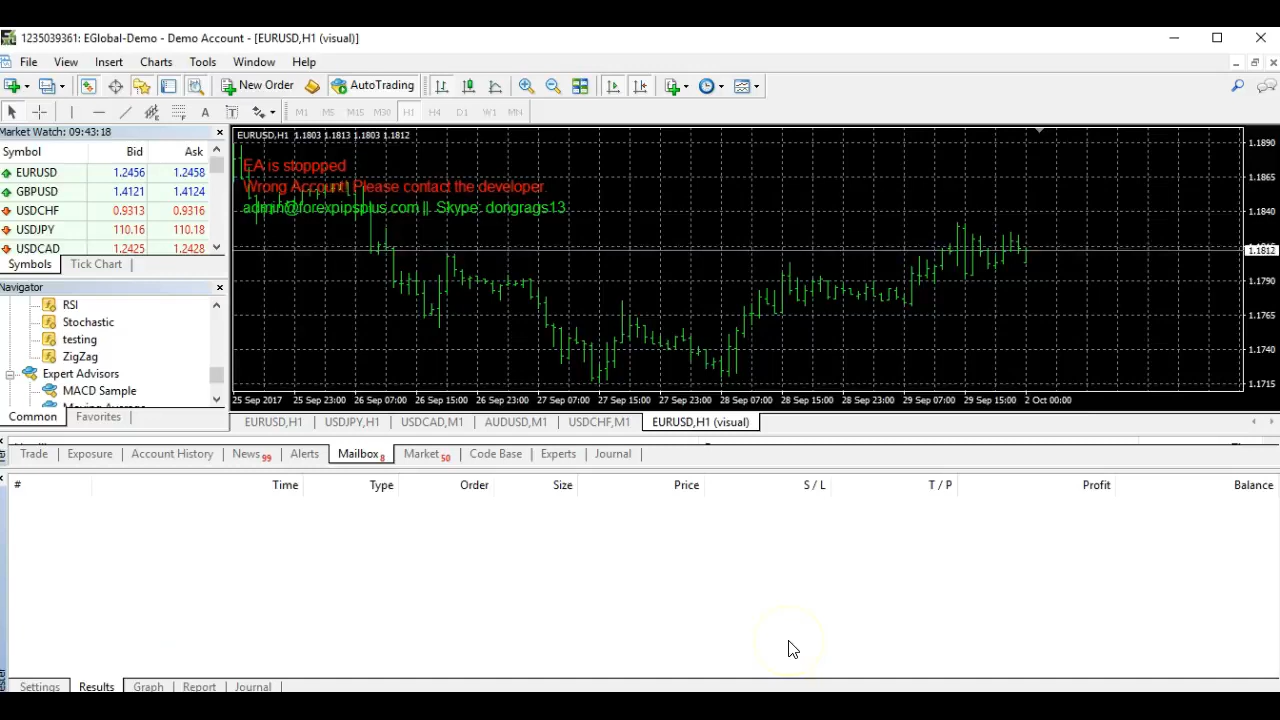 1235039361: EGlobal-Demo - Demo Account - [EURUSD,H1 (visual)]
File View Insert Charts Tools Window Help
New Order AutoTrading
M1 M5 M15 M30 H1 H4 D1 W1 MN
Market Watch: 09:43:18
Symbol Bid Ask
EURUSD 1.2456 1.2458
GBPUSD 1.4121 1.4124
USDCHF 0.9313 0.9316
USDJPY 110.16 110.18
USDCAD 1.2425 1.2428
Symbols Tick Chart
Navigator
RSI
Stochastic
testing
ZigZag
Expert Advisors
MACD Sample
Moving Average
Common Favorites
EURUSD,H1 1.1803 1.1813 1.1803 1.1812
EA is stoppped
Wrong Account! Please contact the developer.
admin@forexpipsplus.com || Skype: dongrags13
1.1890
1.1865
1.1840
1.1812
1.1790
1.1765
1.1740
1.1715
25 Sep 2017 25 Sep 23:00 26 Sep 07:00 26 Sep 15:00 26 Sep 23:00 27 Sep 07:00 27 Sep 15:00 27 Sep 23:00 28 Sep 07:00 28 Sep 15:00 28 Sep 23:00 29 Sep 07:00 29 Sep 15:00 2 Oct 00:00
EURUSD,H1 USDJPY,H1 USDCAD,M1 AUDUSD,M1 USDCHF,M1 EURUSD,H1 (visual)
Trade Exposure Account History News 99 Alerts Mailbox 8 Market 50 Code Base Experts Journal
# Time Type Order Size Price S / L T / P Profit Balance
Settings Results Graph Report Journal